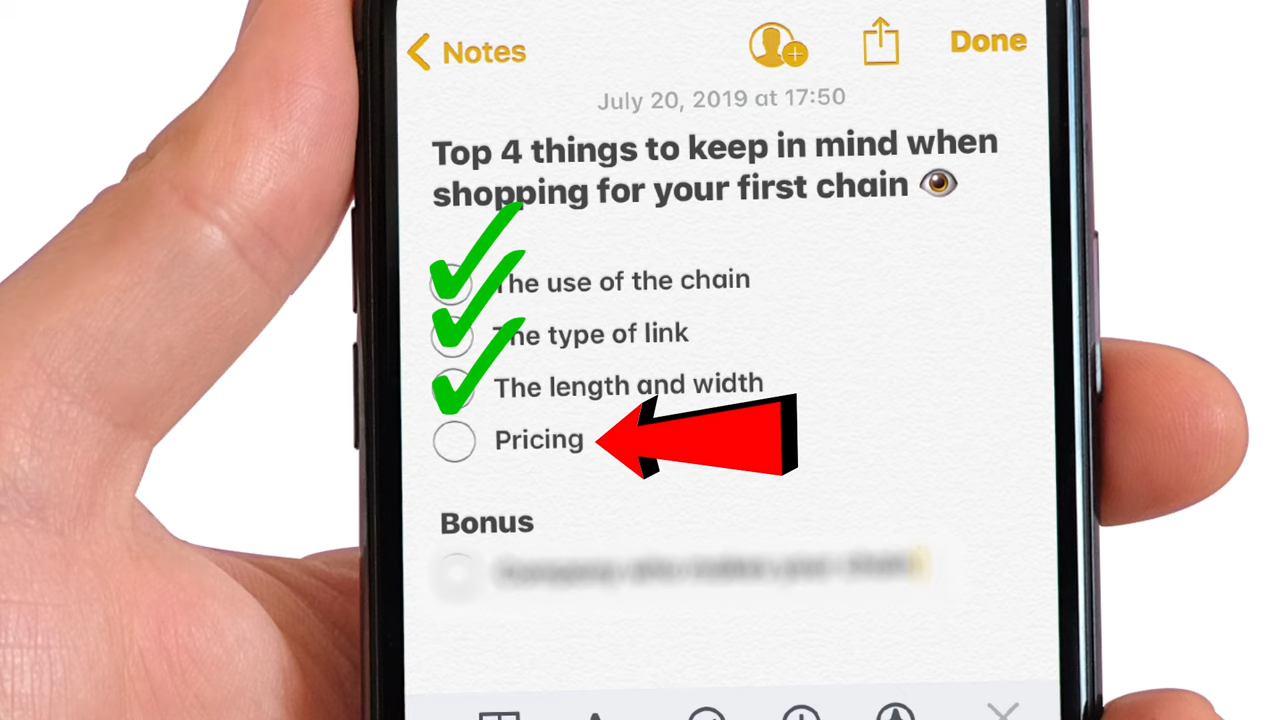 Notes
Done
July 20, 2019 at 17:50
Top 4 things to keep in mind when
shopping for your first chain 👁️
The use of the chain
The type of link
The length and width
Pricing
Bonus